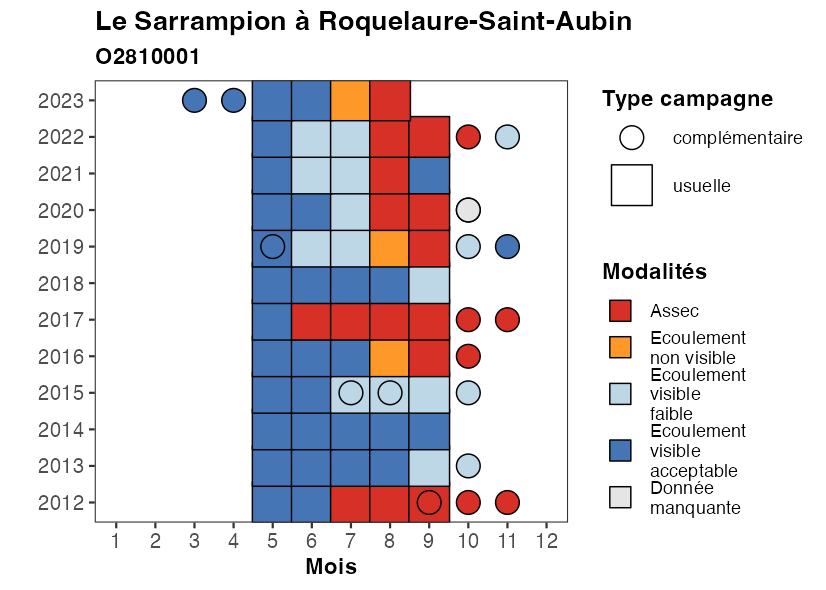 Le Sarrampion à Roquelaure-Saint-Aubin
O2810001
2023
2022
2021
2020
2019
2018
2017
2016
2015
2014
2013
2012
1 2 3 4 5 6 7 8 9 10 11 12
Mois
Type campagne
complémentaire
usuelle
Modalités
Assec
Ecoulement
non visible
Ecoulement
visible
faible
Ecoulement
visible
acceptable
Donnée
manquante